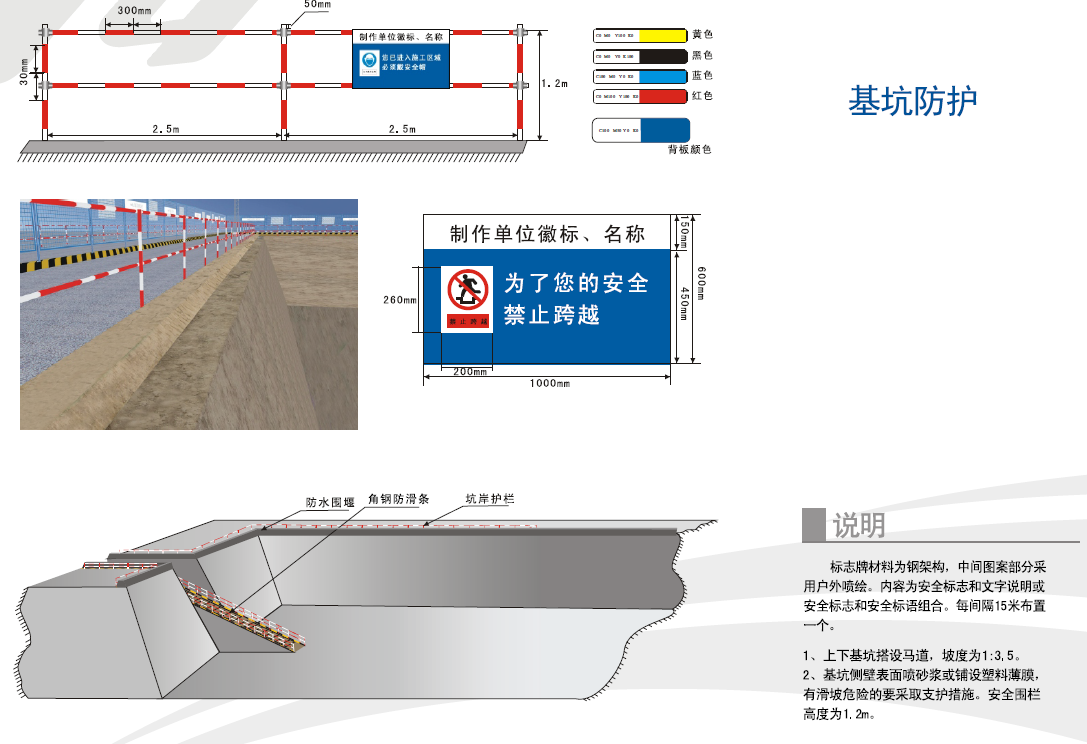 300mm
50mm
制作单位徽标、名称
您已进入施工区域
必须戴安全帽
30mm
1.2m
2.5m
2.5m
黄色
黑色
蓝色
红色
背板颜色
基坑防护
制作单位徽标、名称
为了您的安全
禁止跨越
禁止跨越
260mm
200mm
1000mm
150mm
450mm
600mm
防水围堰
角钢防滑条
坑岸护栏
说明
标志牌材料为钢架构，中间图案部分采
用户外喷绘。内容为安全标志和文字说明或
安全标志和安全标语组合。每间隔15米布置
一个。
1、上下基坑搭设马道，坡度为1:3,5。
2、基坑侧壁表面喷砂浆或铺设塑料薄膜，
有滑坡危险的要采取支护措施。安全围栏
高度为1.2m。